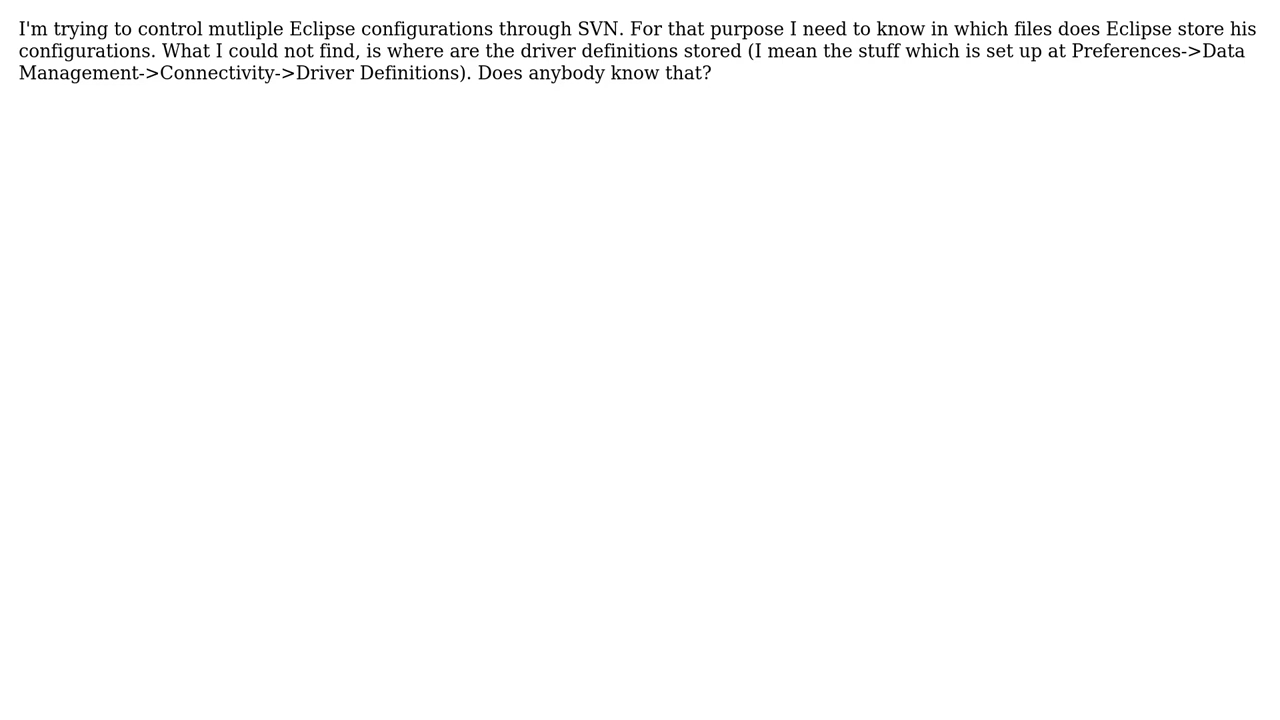 I'm trying to control mutliple Eclipse configurations through SVN. For that purpose I need to know in which files does Eclipse store his
configurations. What I could not find, is where are the driver definitions stored (I mean the stuff which is set up at Preferences->Data
Management->Connectivity->Driver Definitions). Does anybody know that?